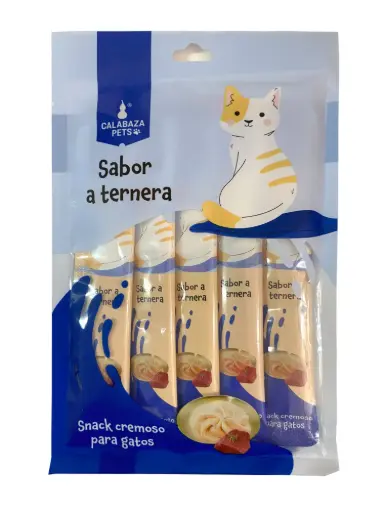 CALABAZA
PETS
Sabor
a ternera
Sabor a
ternera
Sabor a
ternera
Sabor a
ternera
Sabor a
ternera
Sabor a
terner
Snack cremoso
para gatos
Snack cremoso
para gatos